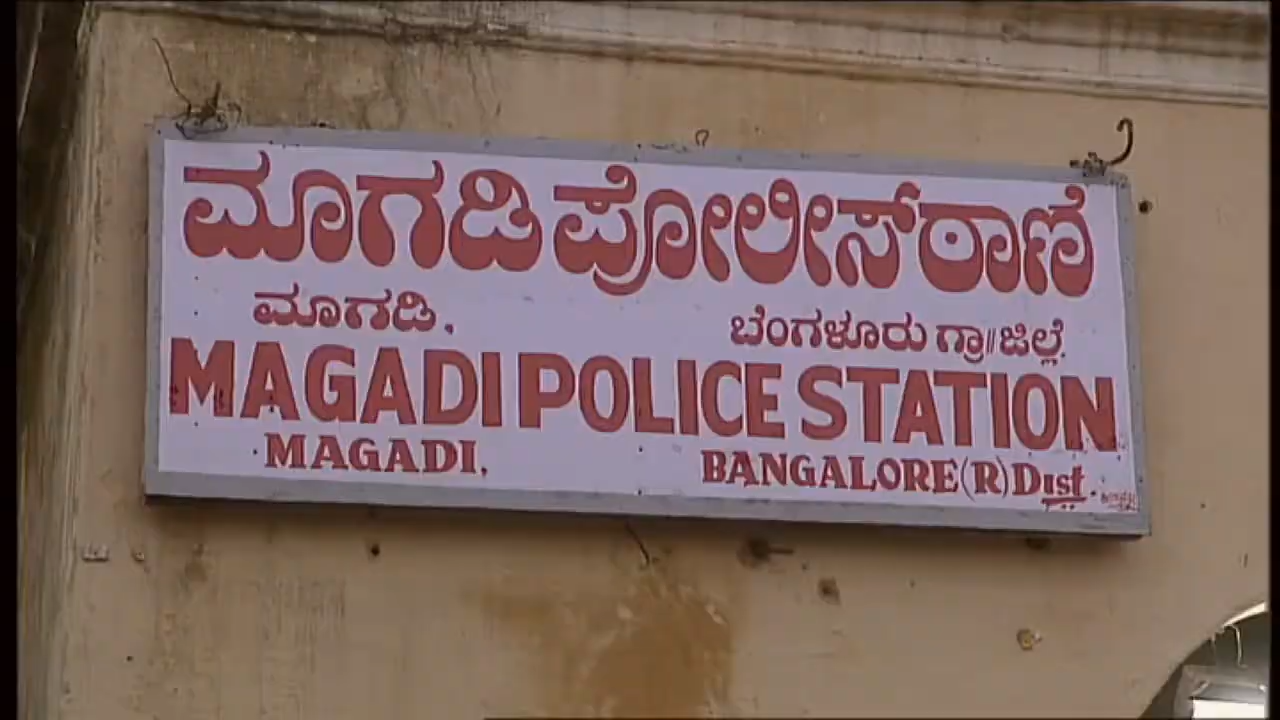 ಮಾಗಡಿ ಪೋಲೀಸ್ ಠಾಣೆ
ಮಾಗಡಿ. ಬೆಂಗಳೂರು ಗ್ರಾ॥ಜಿಲ್ಲೆ.
MAGADI POLICE STATION
MAGADI, BANGALORE(R)Dist.